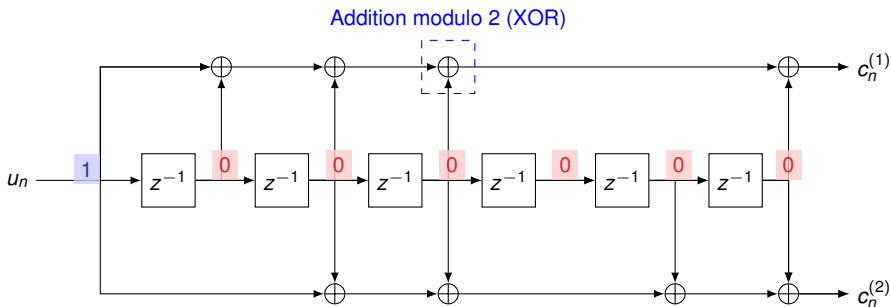 Addition modulo 2 (XOR)
c_n^{(1)}
u_n 1 z^{-1} 0 z^{-1} 0 z^{-1} 0 z^{-1} 0 z^{-1} 0 z^{-1} 0
c_n^{(2)}